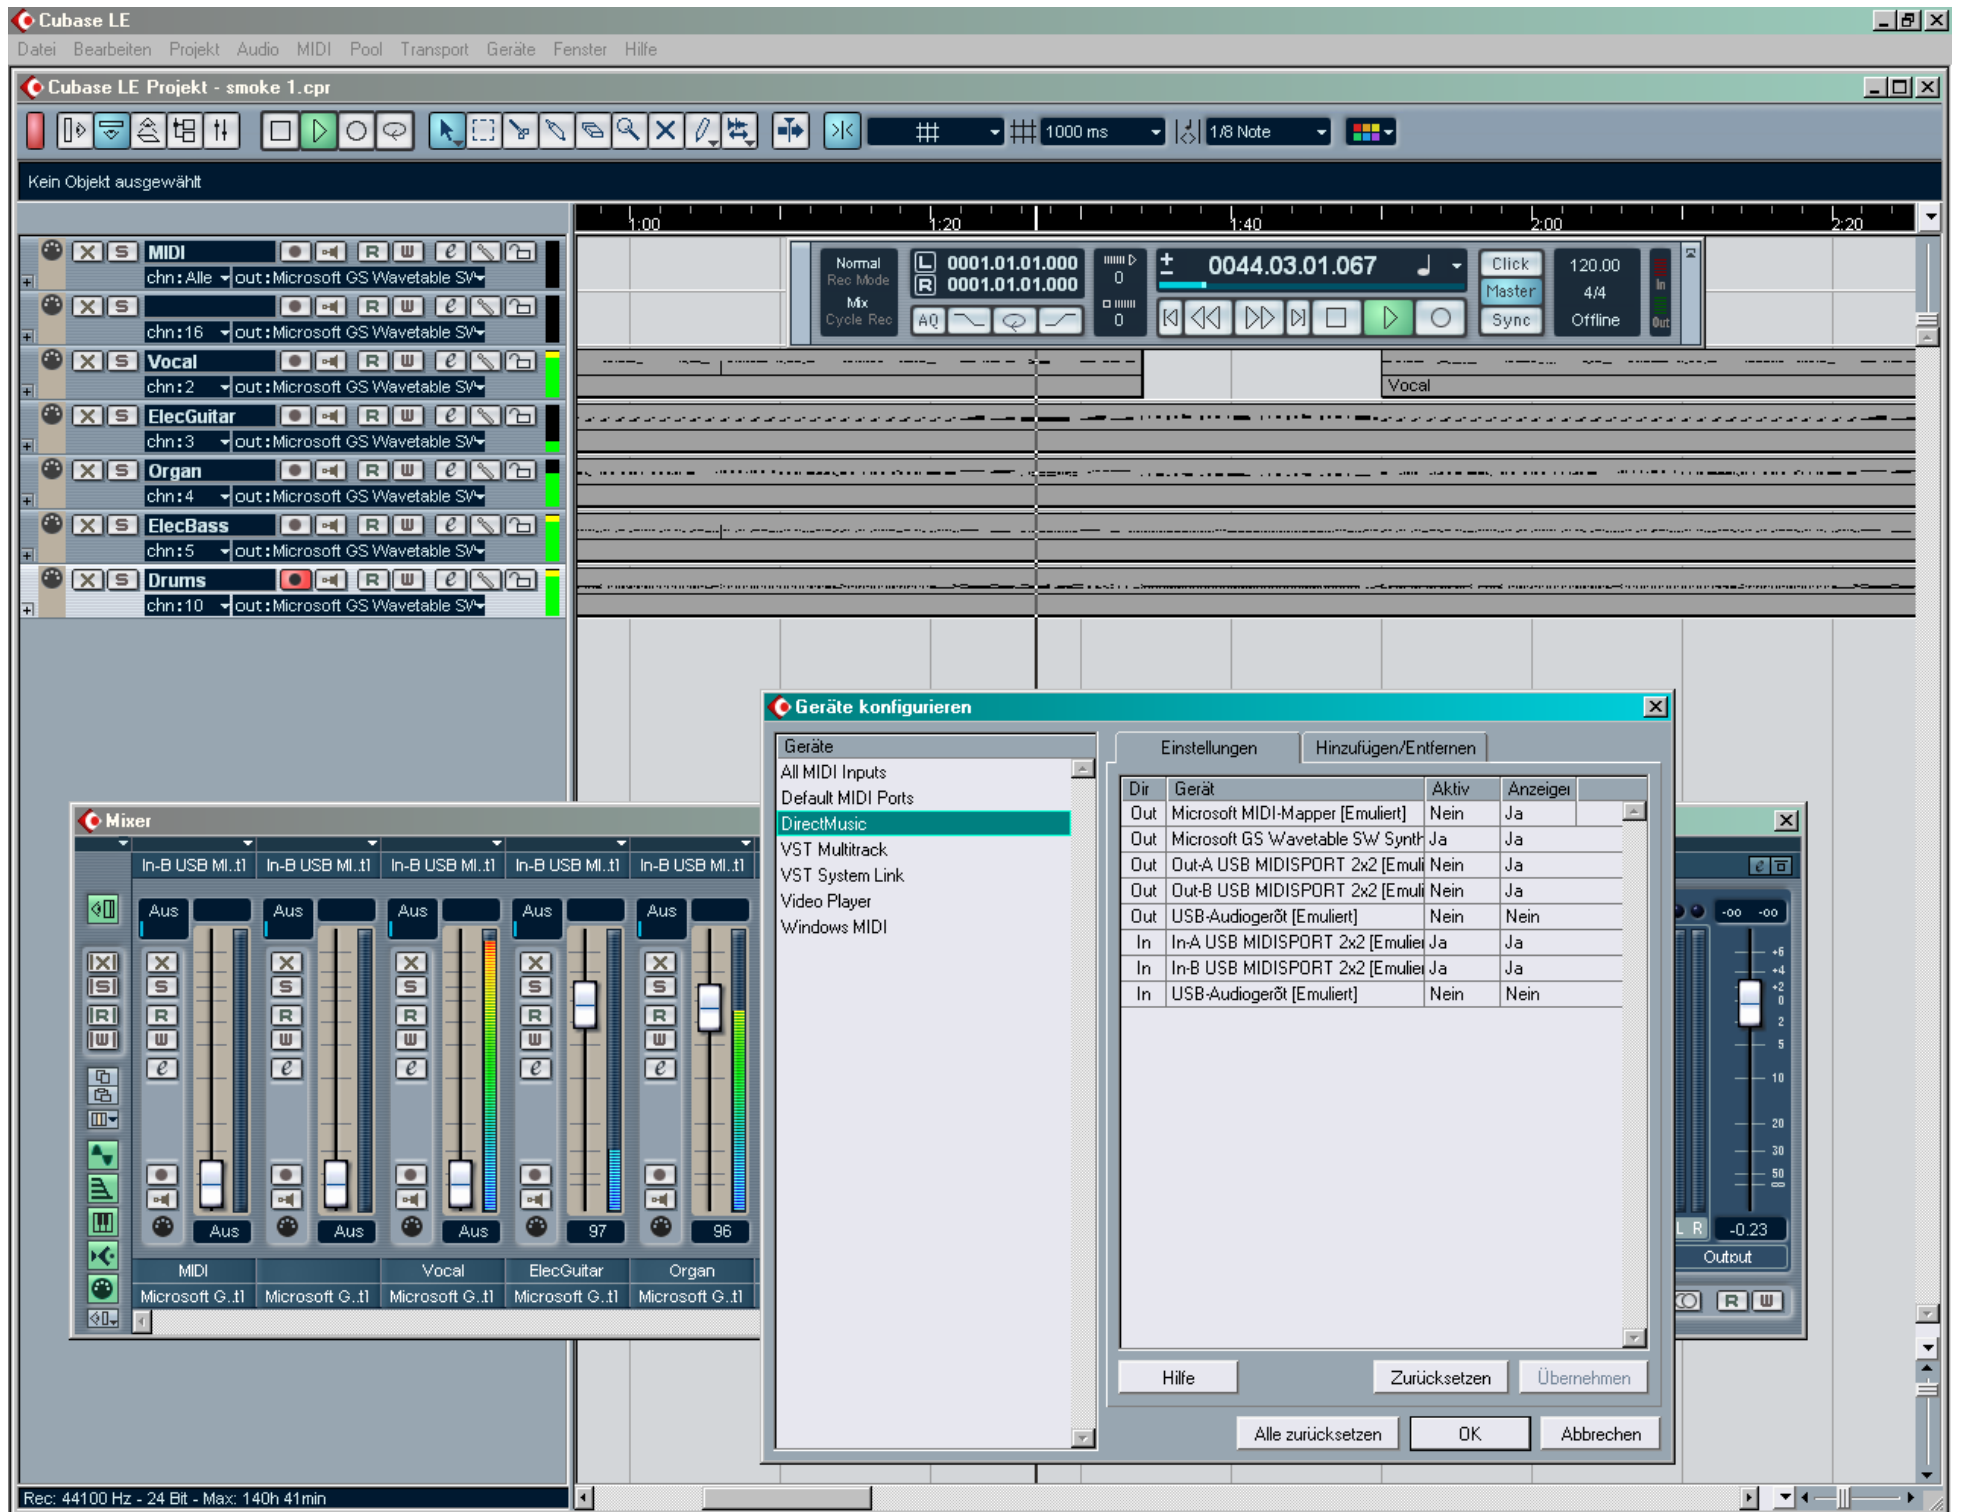 Cubase LE
Datei Bearbeiten Projekt Audio MIDI Pool Transport Geräte Fenster Hilfe
Cubase LE Projekt - smoke 1.cpr
1000 ms
1/8 Note
Kein Objekt ausgewählt
1:00 1:20 1:40 2:00 2:20
X S MIDI R W e
chn:Alle out:Microsoft GS Wavetable SW
X S R W e
chn:16 out:Microsoft GS Wavetable SW
X S Vocal R W e
chn:2 out:Microsoft GS Wavetable SW
X S ElecGuitar R W e
chn:3 out:Microsoft GS Wavetable SW
X S Organ R W e
chn:4 out:Microsoft GS Wavetable SW
X S ElecBass R W e
chn:5 out:Microsoft GS Wavetable SW
X S Drums R W e
chn:10 out:Microsoft GS Wavetable SW
Normal
Rec Mode
Mix
Cycle Rec
L 0001.01.01.000
R 0001.01.01.000
AQ
0
0
0044.03.01.067
Click
Master
Sync
120.00
4/4
Offline
In
Out
Vocal
Geräte konfigurieren
Geräte
All MIDI Inputs
Default MIDI Ports
DirectMusic
VST Multitrack
VST System Link
Video Player
Windows MIDI
Einstellungen Hinzufügen/Entfernen
Dir Gerät Aktiv Anzeiger
Out Microsoft MIDI-Mapper [Emuliert] Nein Ja
Out Microsoft GS Wavetable SW Synth Ja Ja
Out Out-A USB MIDISPORT 2x2 [Emuli Nein Ja
Out Out-B USB MIDISPORT 2x2 [Emuli Nein Ja
Out USB-Audiogerõt [Emuliert] Nein Nein
In In-A USB MIDISPORT 2x2 [Emulier Ja Ja
In In-B USB MIDISPORT 2x2 [Emulier Ja Ja
In USB-Audiogerõt [Emuliert] Nein Nein
Hilfe Zurücksetzen Übernehmen
Alle zurücksetzen OK Abbrechen
Mixer
In-B USB MI..t1 In-B USB MI..t1 In-B USB MI..t1 In-B USB MI..t1 In-B USB MI..t1
Aus Aus Aus Aus Aus
X X X X X
S S S S S
R R R R R
W W W W W
e e e e e
Aus Aus Aus 97 96
MIDI Vocal ElecGuitar Organ
Microsoft G..t1 Microsoft G..t1 Microsoft G..t1 Microsoft G..t1 Microsoft G..t1
e
-oo -oo
+6
+4
+2
0
2
5
10
20
30
50
∞
L R -0.23
Output
R W
Rec: 44100 Hz - 24 Bit - Max: 140h 41min